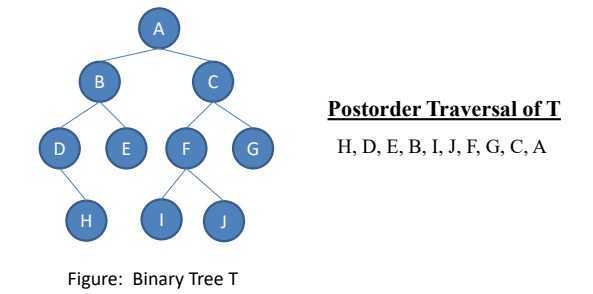 A
B
C
Postorder Traversal of T
H, D, E, B, I, J, F, G, C, A
D
E
F
G
H
I
J
Figure: Binary Tree T